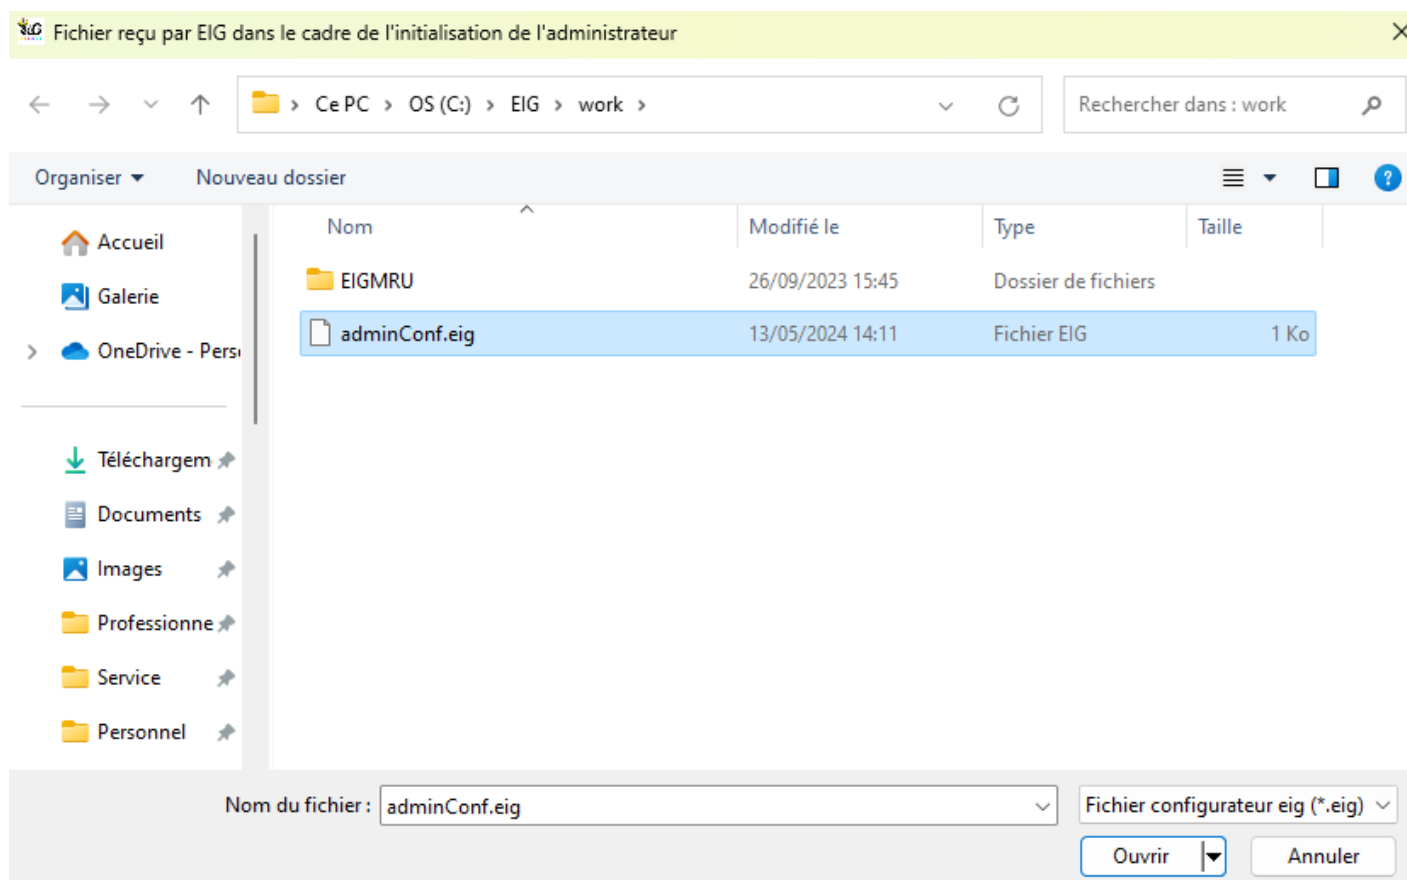 Fichier reçu par EIG dans le cadre de l'initialisation de l'administrateur
Ce PC > OS (C:) > EIG > work >
Rechercher dans : work
Organiser
Nouveau dossier
Nom
Modifié le
Type
Taille
Accueil
Galerie
OneDrive - Pers
Téléchargem
Documents
Images
Professionne
Service
Personnel
EIGMRU 26/09/2023 15:45 Dossier de fichiers
adminConf.eig 13/05/2024 14:11 Fichier EIG 1 Ko
Nom du fichier : adminConf.eig
Fichier configurateur eig (*.eig)
Ouvrir
Annuler